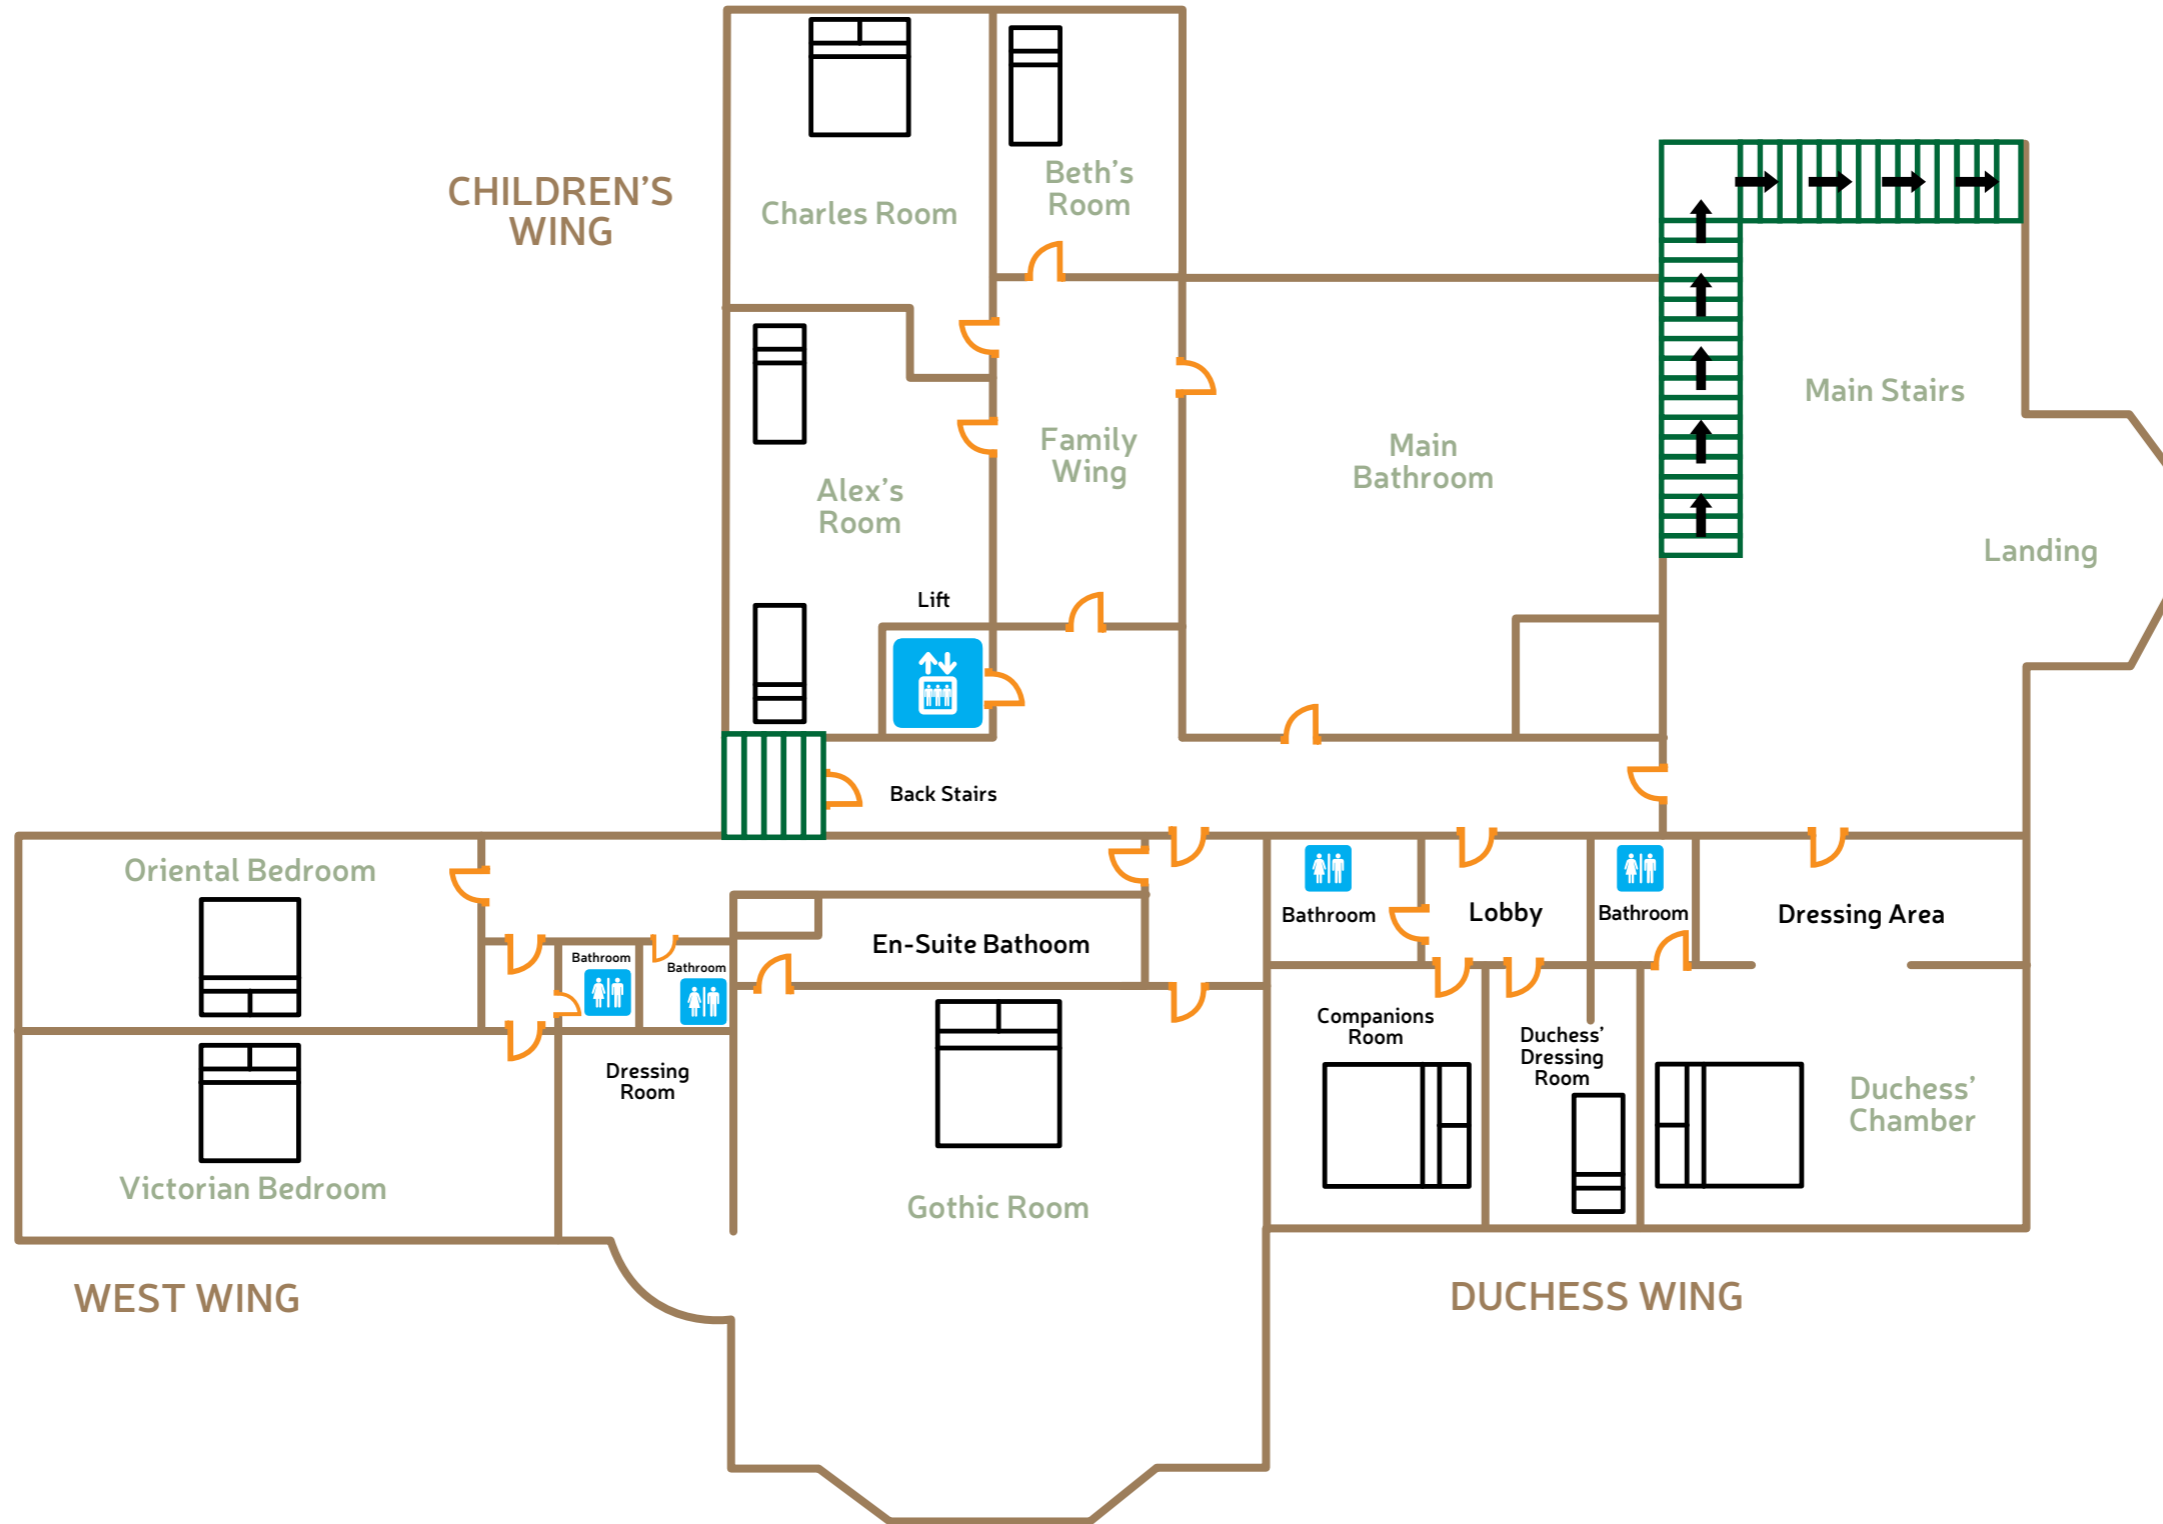 CHILDREN'S
WING
Charles Room
Beth's
Room
Main Stairs
Family
Wing
Main
Bathroom
Alex's
Room
Landing
Lift
Back Stairs
Oriental Bedroom
En-Suite Bathoom
Bathroom
Lobby
Bathroom
Dressing Area
Bathroom
Bathroom
Companions
Room
Duchess'
Dressing
Room
Dressing
Room
Duchess'
Chamber
Victorian Bedroom
Gothic Room
WEST WING
DUCHESS WING